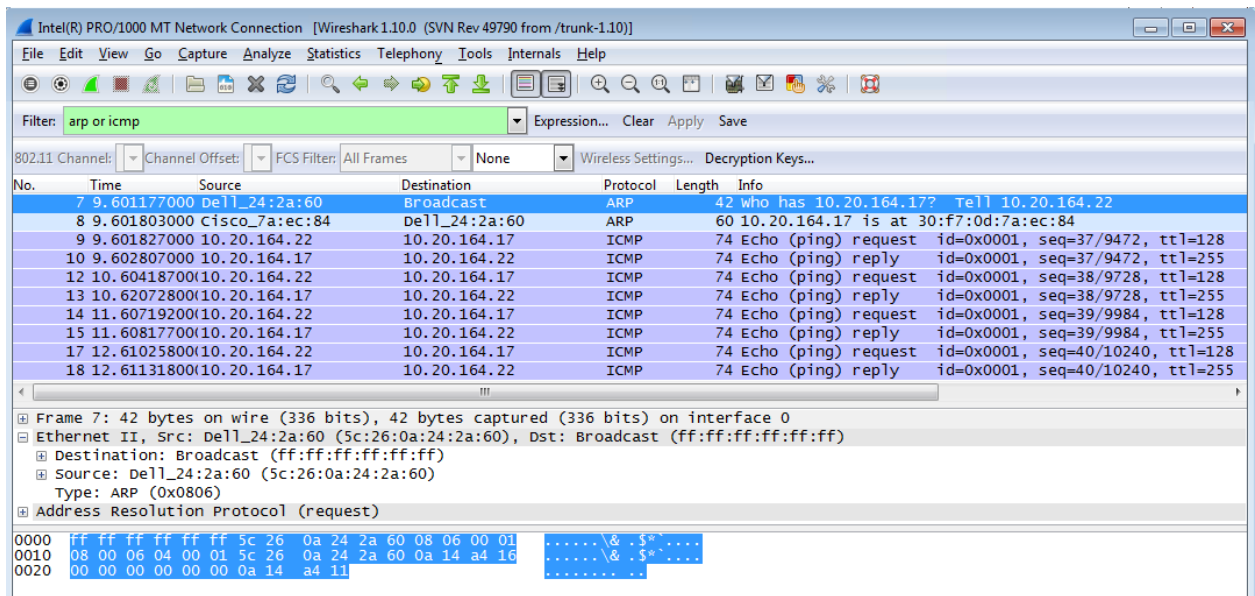 Intel(R) PRO/1000 MT Network Connection [Wireshark 1.10.0 (SVN Rev 49790 from /trunk-1.10)]
File Edit View Go Capture Analyze Statistics Telephony Tools Internals Help
Filter: arp or icmp Expression... Clear Apply Save
802.11 Channel: Channel Offset: FCS Filter: All Frames None Wireless Settings... Decryption Keys...
No. Time Source Destination Protocol Length Info
7 9.601177000 Dell_24:2a:60 Broadcast ARP 42 who has 10.20.164.17? Tell 10.20.164.22
8 9.601803000 Cisco_7a:ec:84 Dell_24:2a:60 ARP 60 10.20.164.17 is at 30:f7:0d:7a:ec:84
9 9.601827000 10.20.164.22 10.20.164.17 ICMP 74 Echo (ping) request id=0x0001, seq=37/9472, ttl=128
10 9.602807000 10.20.164.17 10.20.164.22 ICMP 74 Echo (ping) reply id=0x0001, seq=37/9472, ttl=255
12 10.60418700(10.20.164.22 10.20.164.17 ICMP 74 Echo (ping) request id=0x0001, seq=38/9728, ttl=128
13 10.62072800(10.20.164.17 10.20.164.22 ICMP 74 Echo (ping) reply id=0x0001, seq=38/9728, ttl=255
14 11.60719200(10.20.164.22 10.20.164.17 ICMP 74 Echo (ping) request id=0x0001, seq=39/9984, ttl=128
15 11.60817700(10.20.164.17 10.20.164.22 ICMP 74 Echo (ping) reply id=0x0001, seq=39/9984, ttl=255
17 12.61025800(10.20.164.22 10.20.164.17 ICMP 74 Echo (ping) request id=0x0001, seq=40/10240, ttl=128
18 12.61131800(10.20.164.17 10.20.164.22 ICMP 74 Echo (ping) reply id=0x0001, seq=40/10240, ttl=255
Frame 7: 42 bytes on wire (336 bits), 42 bytes captured (336 bits) on interface 0
Ethernet II, Src: Dell_24:2a:60 (5c:26:0a:24:2a:60), Dst: Broadcast (ff:ff:ff:ff:ff:ff)
Destination: Broadcast (ff:ff:ff:ff:ff:ff)
Source: Dell_24:2a:60 (5c:26:0a:24:2a:60)
Type: ARP (0x0806)
Address Resolution Protocol (request)
0000 ff ff ff ff ff ff 5c 26 0a 24 2a 60 08 06 00 01 ......\& .$*`....
0010 08 00 06 04 00 01 5c 26 0a 24 2a 60 0a 14 a4 16 ......\& .$*`....
0020 00 00 00 00 00 00 0a 14 a4 11 ........ ..